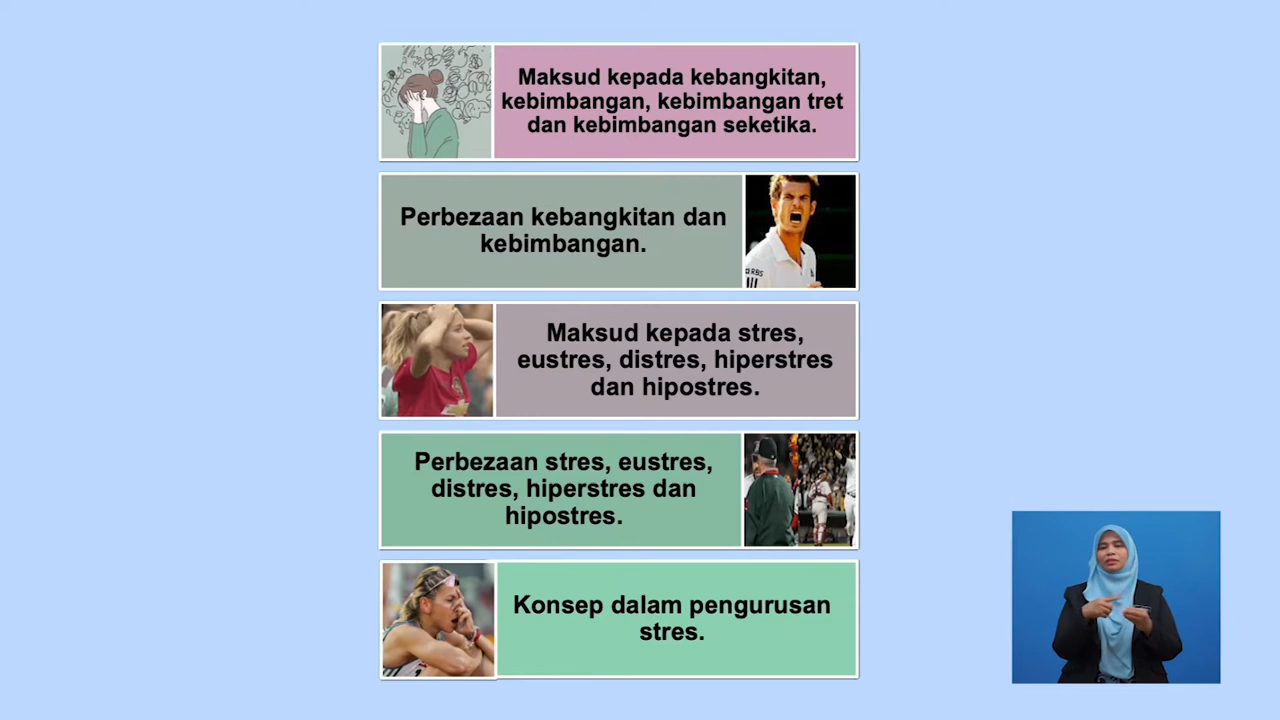 Maksud kepada kebangkitan,
kebimbangan, kebimbangan tret
dan kebimbangan seketika.
Perbezaan kebangkitan dan
kebimbangan.
RBS
Maksud kepada stres,
eustres, distres, hiperstres
dan hipostres.
Perbezaan stres, eustres,
distres, hiperstres dan
hipostres.
Konsep dalam pengurusan
stres.